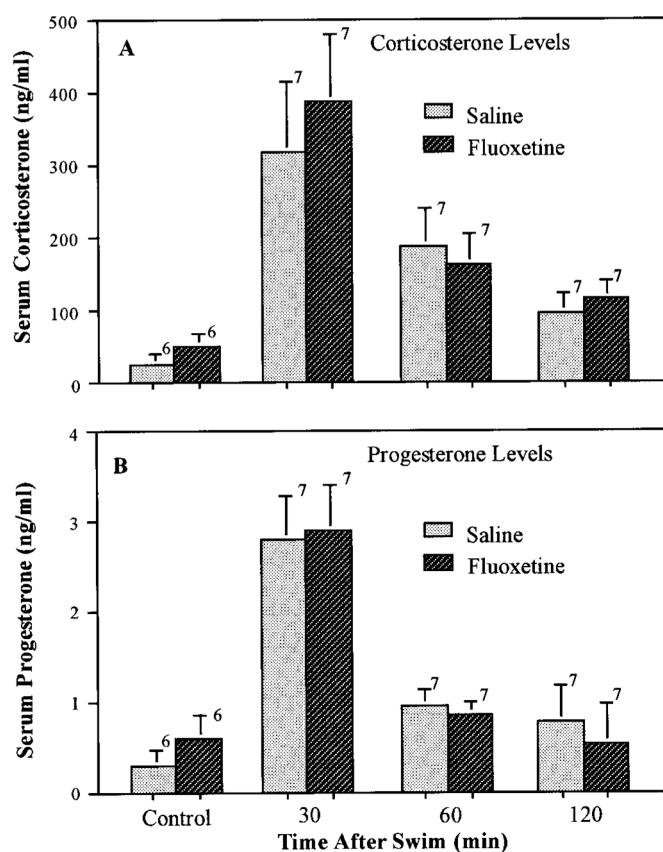 A
Corticosterone Levels
Saline
Fluoxetine
Serum Corticosterone (ng/ml)
500
400
300
200
100
0
6
6
7
7
7
7
7
7
B
Progesterone Levels
Saline
Fluoxetine
Serum Progesterone (ng/ml)
4
3
2
1
0
6
6
7
7
7
7
7
7
Control
30
60
120
Time After Swim (min)